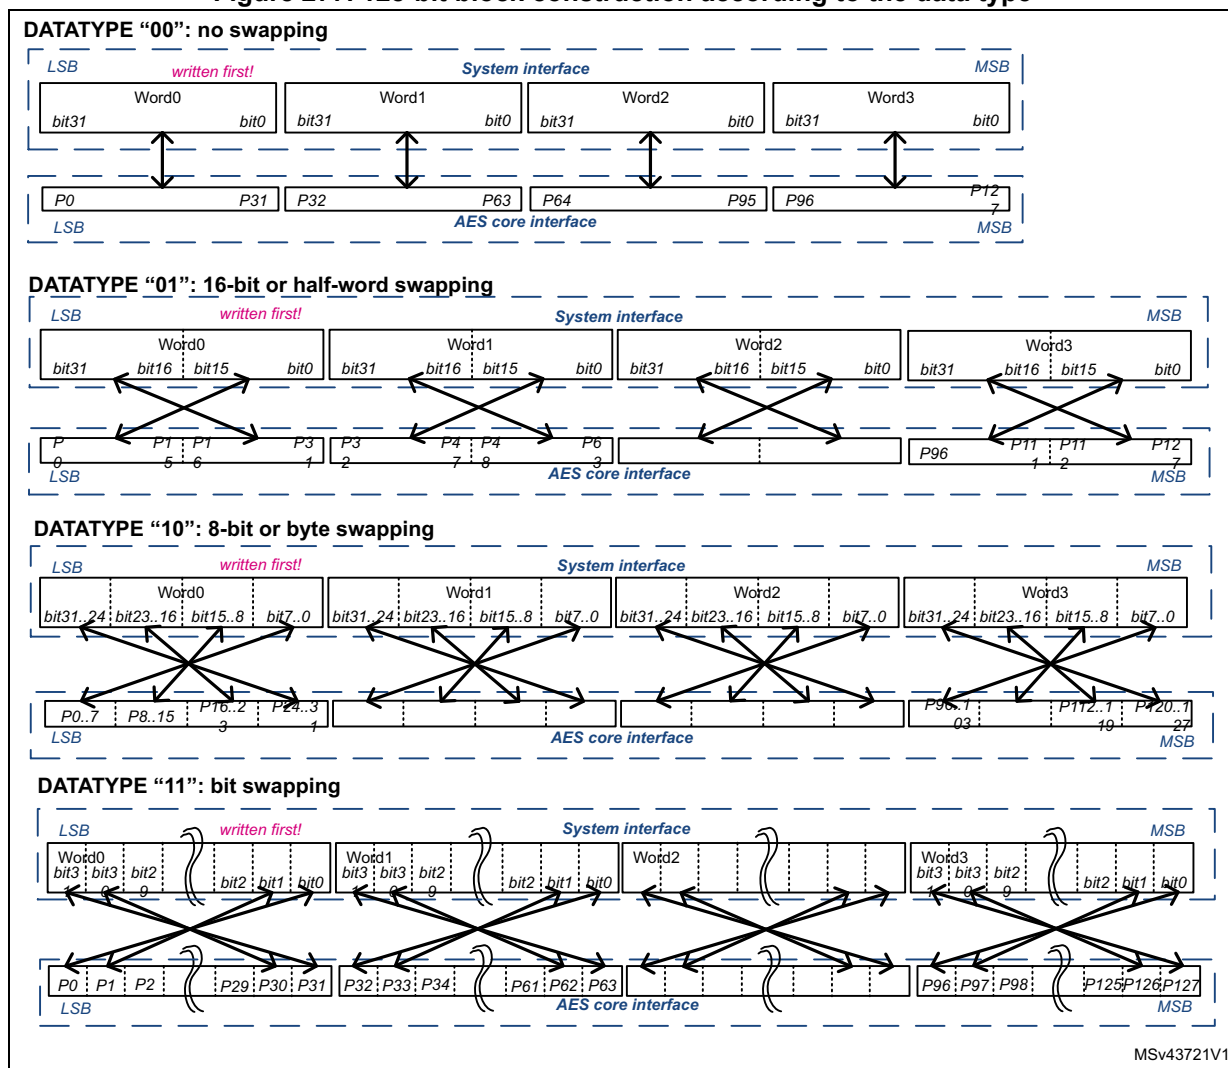 DATATYPE “00”: no swapping
LSB written first! System interface MSB
Word0 Word1 Word2 Word3
bit31 bit0 bit31 bit0 bit31 bit0 bit31 bit0
P0 P31 P32 P63 P64 P95 P96 P127
LSB AES core interface MSB
DATATYPE “01”: 16-bit or half-word swapping
LSB written first! System interface MSB
Word0 Word1 Word2 Word3
bit31 bit16 bit15 bit0 bit31 bit16 bit15 bit0 bit31 bit16 bit15 bit0 bit31 bit16 bit15 bit0
P0 P15 P16 P31 P32 P47 P48 P63 P96 P111 P112 P127
LSB AES core interface MSB
DATATYPE “10”: 8-bit or byte swapping
LSB written first! System interface MSB
Word0 Word1 Word2 Word3
bit31..24 bit23..16 bit15..8 bit7..0 bit31..24 bit23..16 bit15..8 bit7..0 bit31..24 bit23..16 bit15..8 bit7..0 bit31..24 bit23..16 bit15..8 bit7..0
P0..7 P8..15 P16..23 P24..31 P96..103 P112..119 P120..127
LSB AES core interface MSB
DATATYPE “11”: bit swapping
LSB written first! System interface MSB
Word0 Word1 Word2 Word3
bit31 bit30 bit29 bit2 bit1 bit0 bit31 bit30 bit29 bit2 bit1 bit0 bit31 bit30 bit29 bit2 bit1 bit0
P0 P1 P2 P29 P30 P31 P32 P33 P34 P61 P62 P63 P96 P97 P98 P125 P126 P127
LSB AES core interface MSB
MSv43721V1